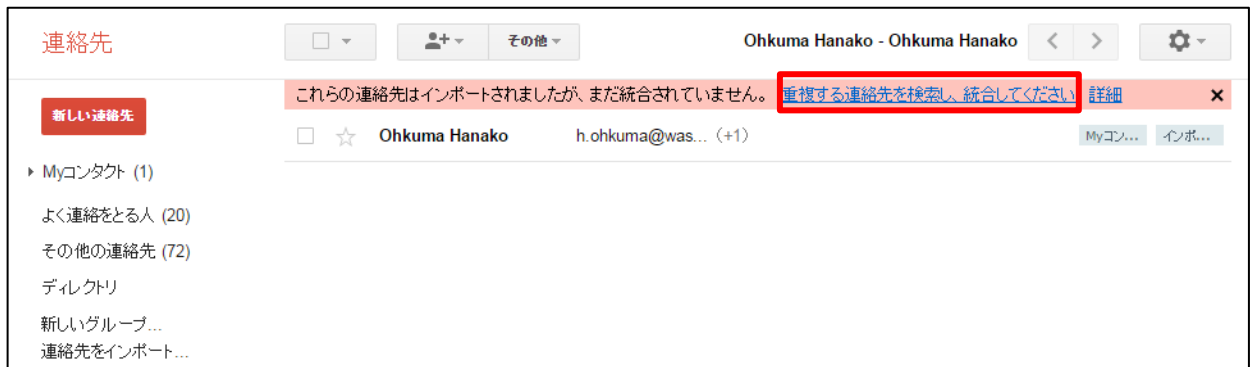 連絡先
その他
Ohkuma Hanako - Ohkuma Hanako
これらの連絡先はインポートされましたが、まだ統合されていません。 重複する連絡先を検索し、統合してください 詳細 ×
新しい連絡先
Ohkuma Hanako h.ohkuma@was... (+1) Myコン... インポ...
Myコンタクト (1)
よく連絡をとる人 (20)
その他の連絡先 (72)
ディレクトリ
新しいグループ...
連絡先をインポート...